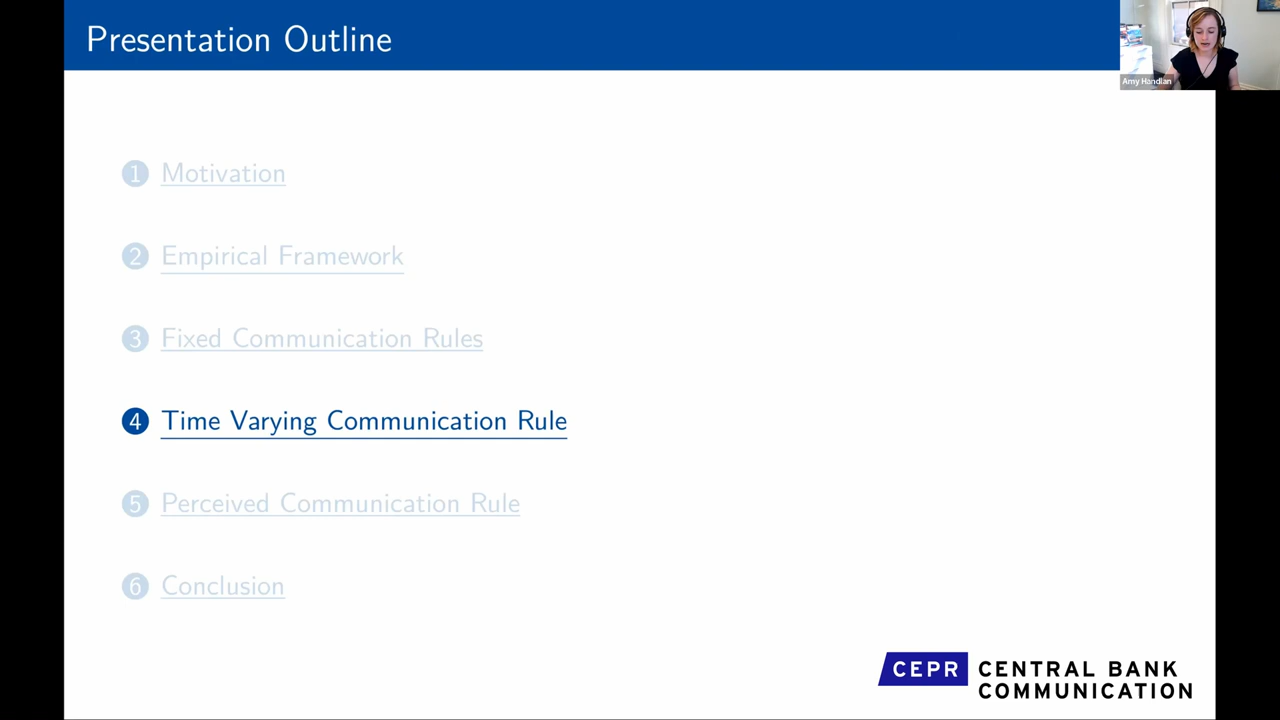 Presentation Outline
Amy Handlan
1 Motivation
2 Empirical Framework
3 Fixed Communication Rules
4 Time Varying Communication Rule
5 Perceived Communication Rule
6 Conclusion
CEPR CENTRAL BANK
COMMUNICATION